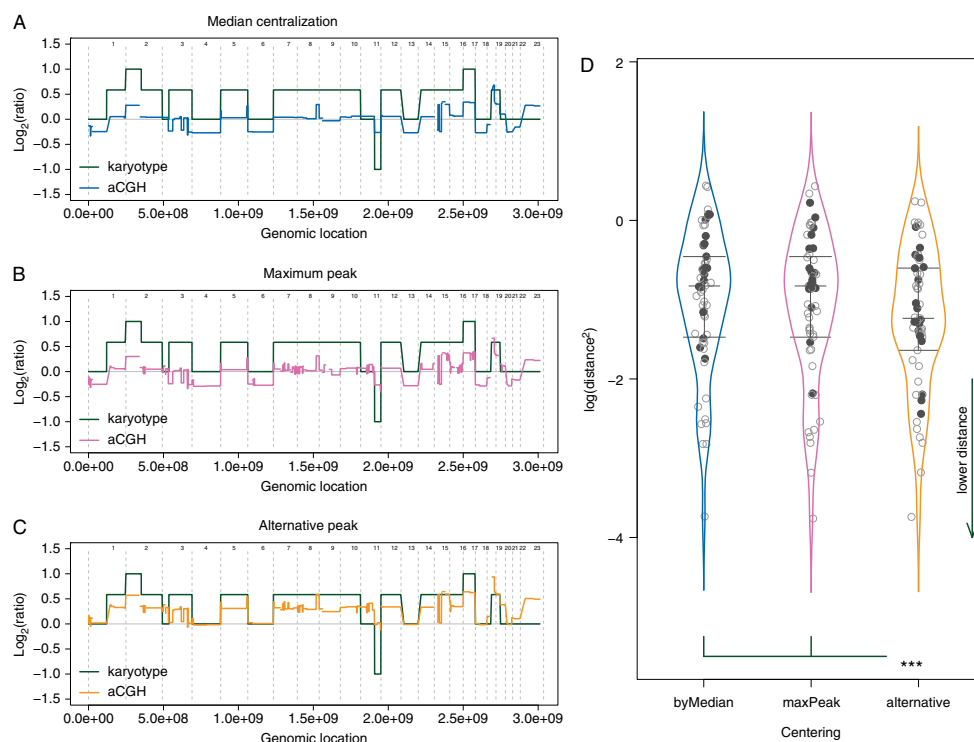 A
Median centralization
1 2 3 4 5 6 7 8 9 10 11 12 13 14 15 16 17 18 19 20 21 22 23
1.5
1.0
0.5
0.0
−0.5
−1.0
−1.5
Log2(ratio)
karyotype
aCGH
0.0e+00 5.0e+08 1.0e+09 1.5e+09 2.0e+09 2.5e+09 3.0e+09
Genomic location
B
Maximum peak
1 2 3 4 5 6 7 8 9 10 11 12 13 14 15 16 17 18 19 20 21 22 23
1.5
1.0
0.5
0.0
−0.5
−1.0
−1.5
Log2(ratio)
karyotype
aCGH
0.0e+00 5.0e+08 1.0e+09 1.5e+09 2.0e+09 2.5e+09 3.0e+09
Genomic location
C
Alternative peak
1 2 3 4 5 6 7 8 9 10 11 12 13 14 15 16 17 18 19 20 21 22 23
1.5
1.0
0.5
0.0
0.5
−1.0
−1.5
Log2(ratio)
karyotype
aCGH
0.0e+00 5.0e+08 1.0e+09 1.5e+09 2.0e+09 2.5e+09 3.0e+09
Genomic location
D
2
0
−2
−4
log(distance²)
lower distance
***
byMedian maxPeak alternative
Centering